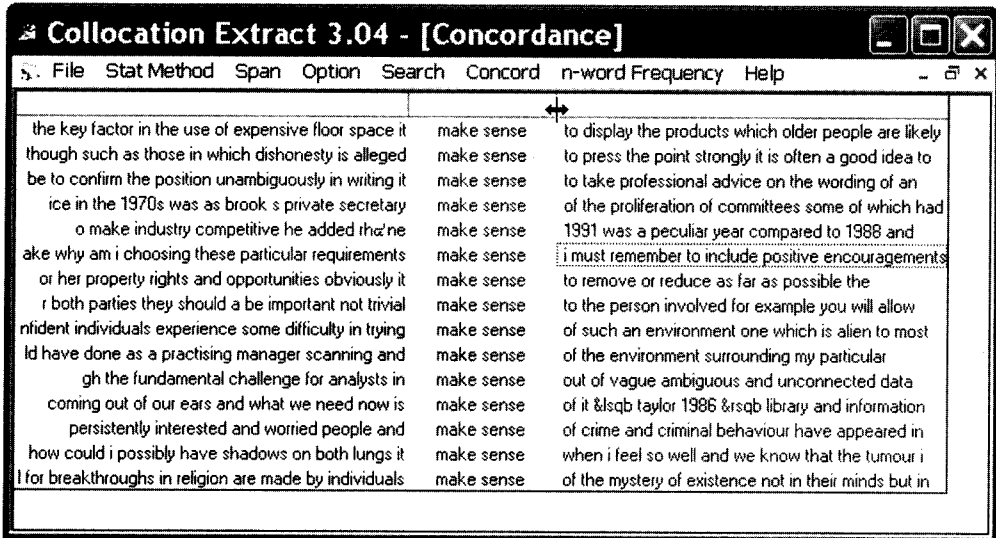 Collocation Extract 3.04 - [Concordance]
File Stat Method Span Option Search Concord n-word Frequency Help
the key factor in the use of expensive floor space it make sense to display the products which older people are likely
though such as those in which dishonesty is alleged make sense to press the point strongly it is often a good idea to
be to confirm the position unambiguously in writing it make sense to take professional advice on the wording of an
ice in the 1970s was as brook s private secretary make sense of the proliferation of committees some of which had
o make industry competitive he added make sense 1991 was a peculiar year compared to 1988 and
ake why am i choosing these particular requirements make sense i must remember to include positive encouragements
or her property rights and opportunities obviously it make sense to remove or reduce as far as possible the
r both parties they should a be important not trivial make sense to the person involved for example you will allow
nfident individuals experience some difficulty in trying make sense of such an environment one which is alien to most
ld have done as a practising manager scanning and make sense of the environment surrounding my particular
gh the fundamental challenge for analysts in make sense out of vague ambiguous and unconnected data
coming out of our ears and what we need now is make sense of it &lsqb taylor 1986 &rsqb library and information
persistently interested and worried people and make sense of crime and criminal behaviour have appeared in
how could i possibly have shadows on both lungs it make sense when i feel so well and we know that the tumour i
l for breakthroughs in religion are made by individuals make sense of the mystery of existence not in their minds but in